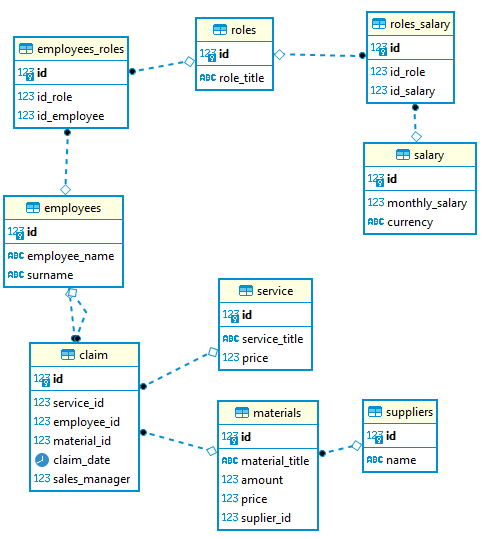 employees_roles
123 id
123 id_role
123 id_employee
roles
123 id
ABC role_title
roles_salary
123 id
123 id_role
123 id_salary
salary
123 id
123 monthly_salary
ABC currency
employees
123 id
ABC employee_name
ABC surname
service
123 id
ABC service_title
123 price
claim
123 id
123 service_id
123 employee_id
123 material_id
claim_date
123 sales_manager
materials
123 id
ABC material_title
123 amount
123 price
123 suplier_id
suppliers
123 id
ABC name